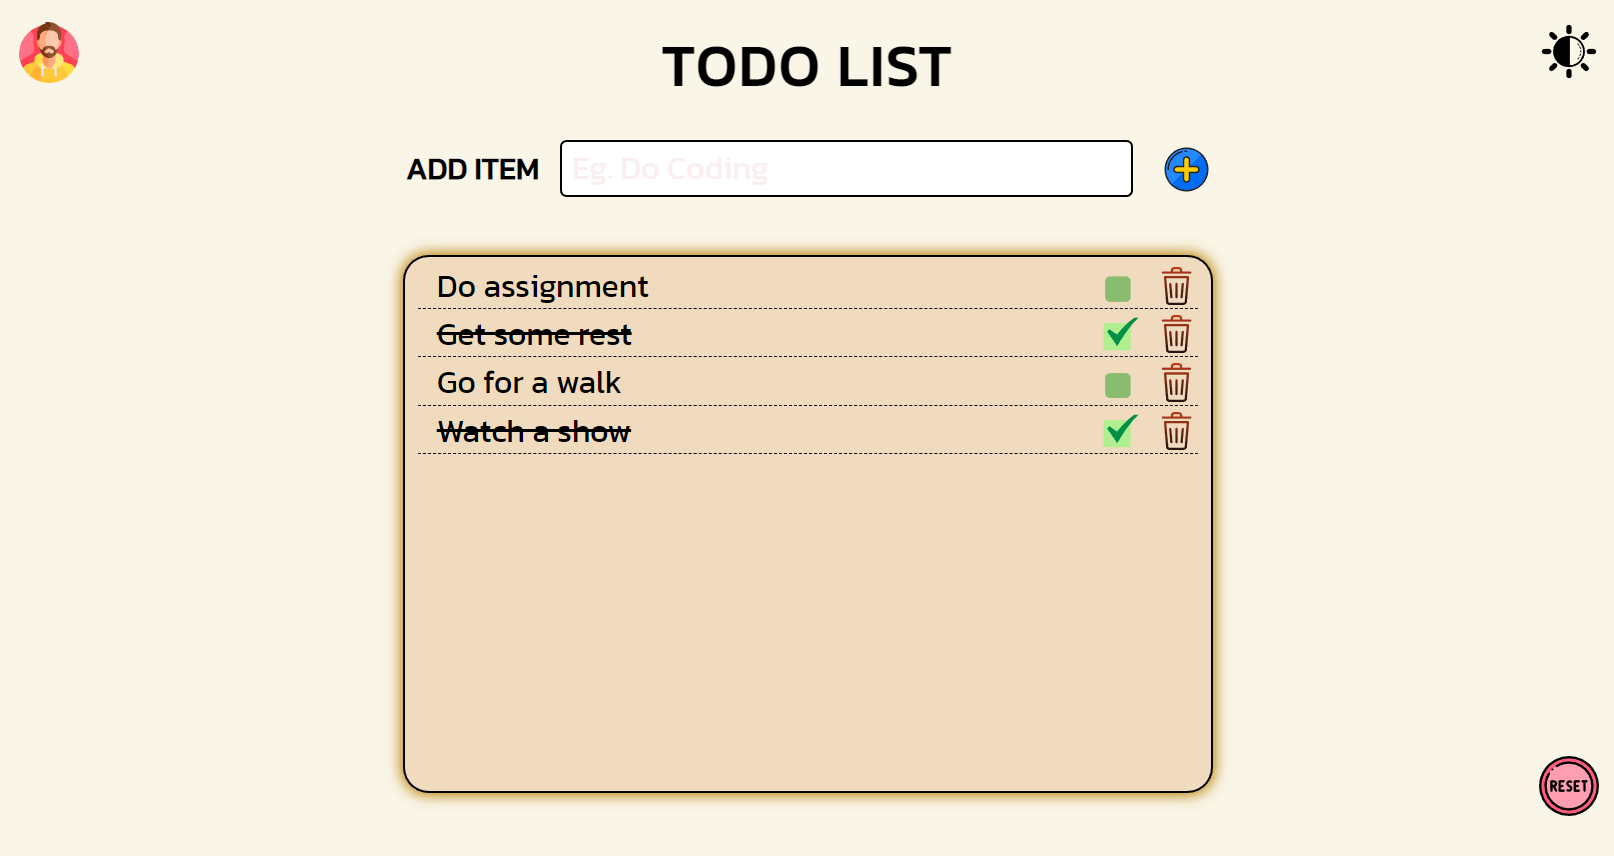 TODO LIST
ADD ITEM
Eg. Do Coding
Do assignment
Get some rest
Go for a walk
Watch a show
RESET